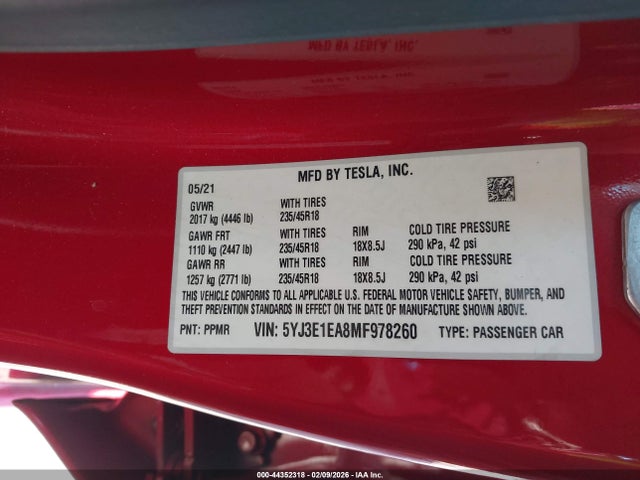 MFD BY TESLA, INC.
MFD BY TESLA, INC.
05/21
GVWR WITH TIRES
2017 kg (4446 lb) 235/45R18
GAWR FRT WITH TIRES RIM COLD TIRE PRESSURE
1110 kg (2447 lb) 235/45R18 18X8.5J 290 kPa, 42 psi
GAWR RR WITH TIRES RIM COLD TIRE PRESSURE
1257 kg (2771 lb) 235/45R18 18X8.5J 290 kPa, 42 psi
THIS VEHICLE CONFORMS TO ALL APPLICABLE U.S. FEDERAL MOTOR VEHICLE SAFETY, BUMPER, AND
THEFT PREVENTION STANDARDS IN EFFECT ON THE DATE OF MANUFACTURE SHOWN ABOVE.
PNT: PPMR VIN: 5YJ3E1EA8MF978260 TYPE: PASSENGER CAR
000-44352318 - 02/09/2026 - IAA Inc.